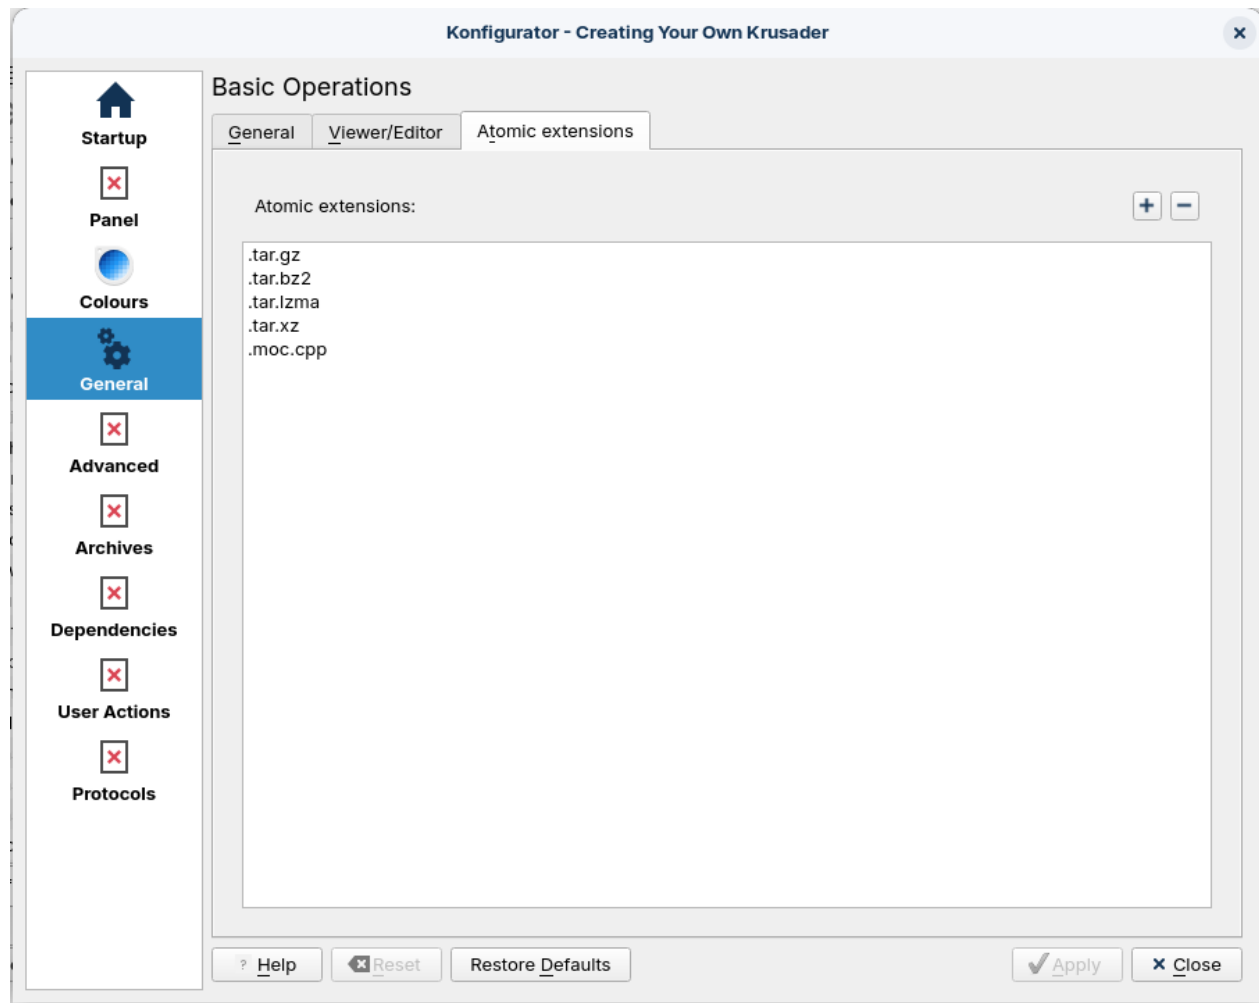 Konfigurator - Creating Your Own Krusader
Startup
Panel
Colours
General
Advanced
Archives
Dependencies
User Actions
Protocols
Basic Operations
General Viewer/Editor Atomic extensions
Atomic extensions:
.tar.gz
.tar.bz2
.tar.lzma
.tar.xz
.moc.cpp
? Help Reset Restore Defaults Apply Close